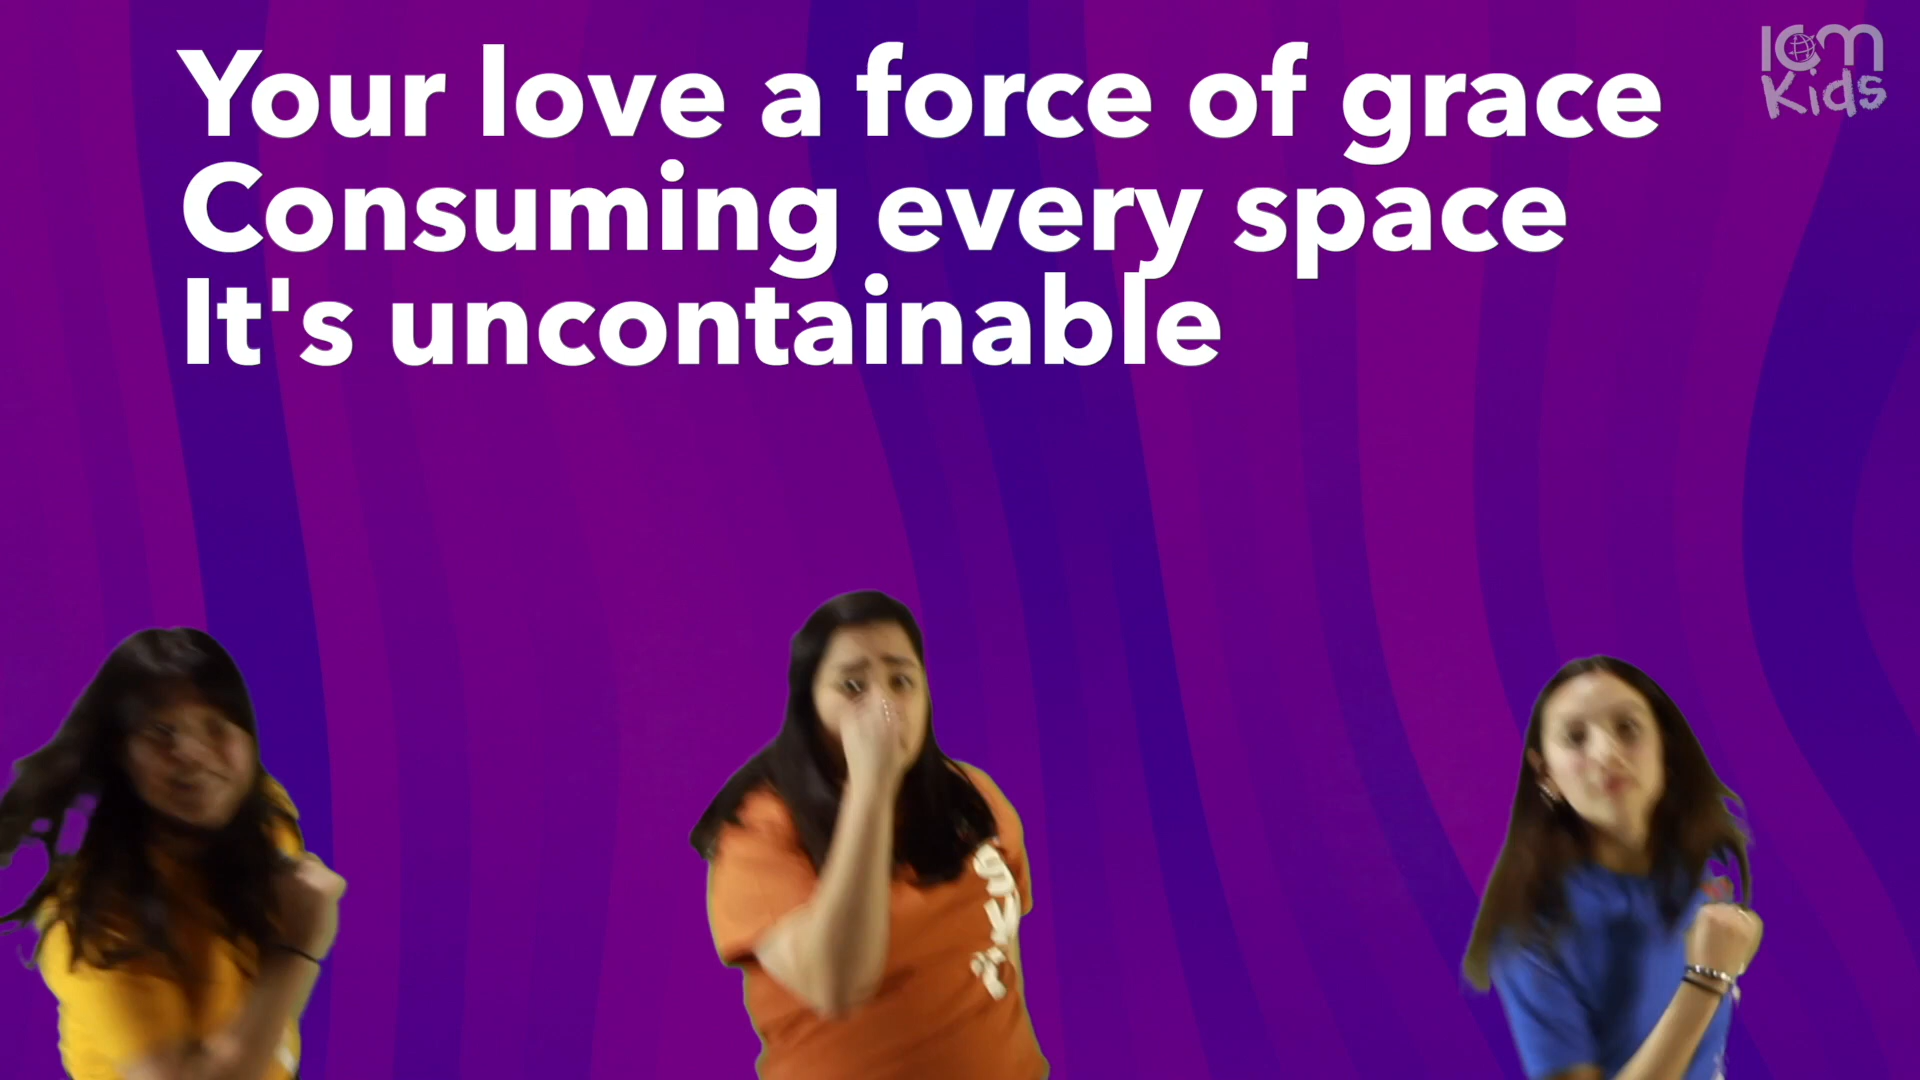 Your love a force of grace
Consuming every space
It's uncontainable
ICM
Kids